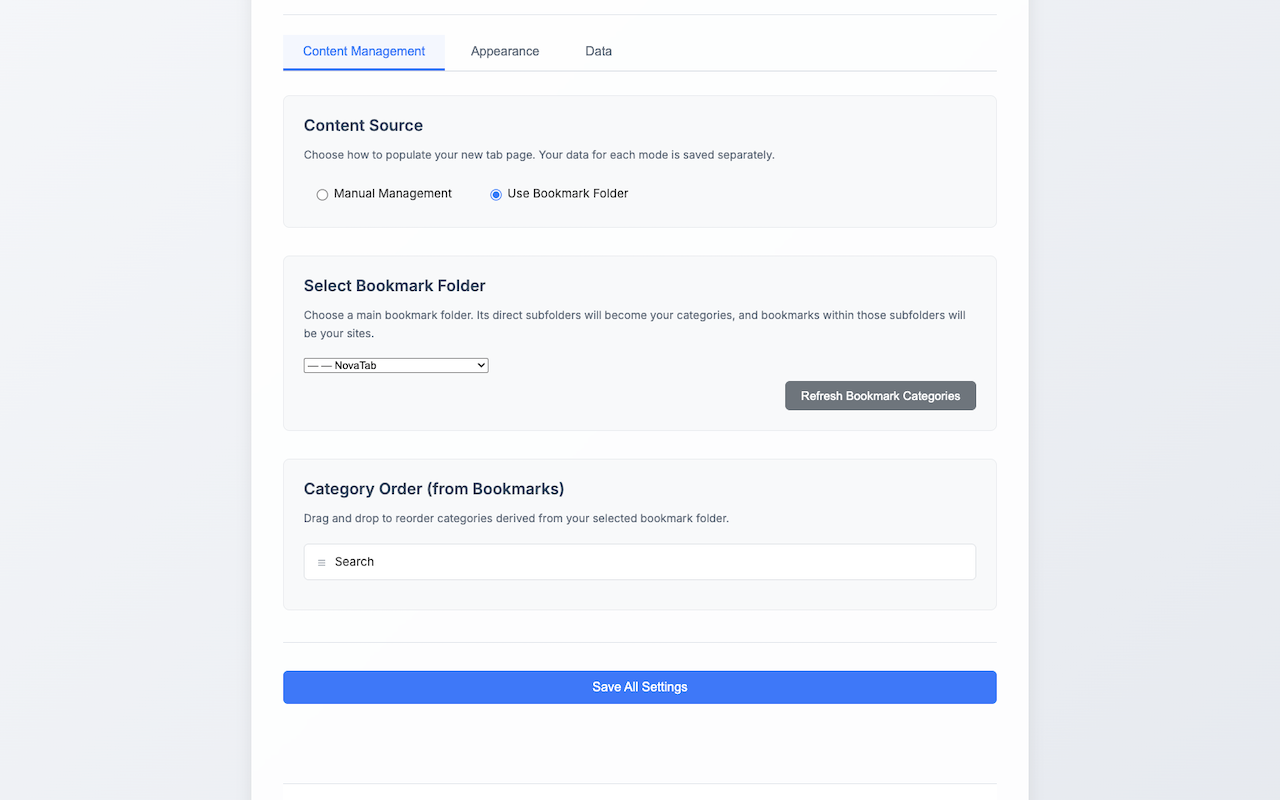 Content Management
Appearance
Data
Content Source
Choose how to populate your new tab page. Your data for each mode is saved separately.
Manual Management
Use Bookmark Folder
Select Bookmark Folder
Choose a main bookmark folder. Its direct subfolders will become your categories, and bookmarks within those subfolders will
be your sites.
— — NovaTab
Refresh Bookmark Categories
Category Order (from Bookmarks)
Drag and drop to reorder categories derived from your selected bookmark folder.
Search
Save All Settings